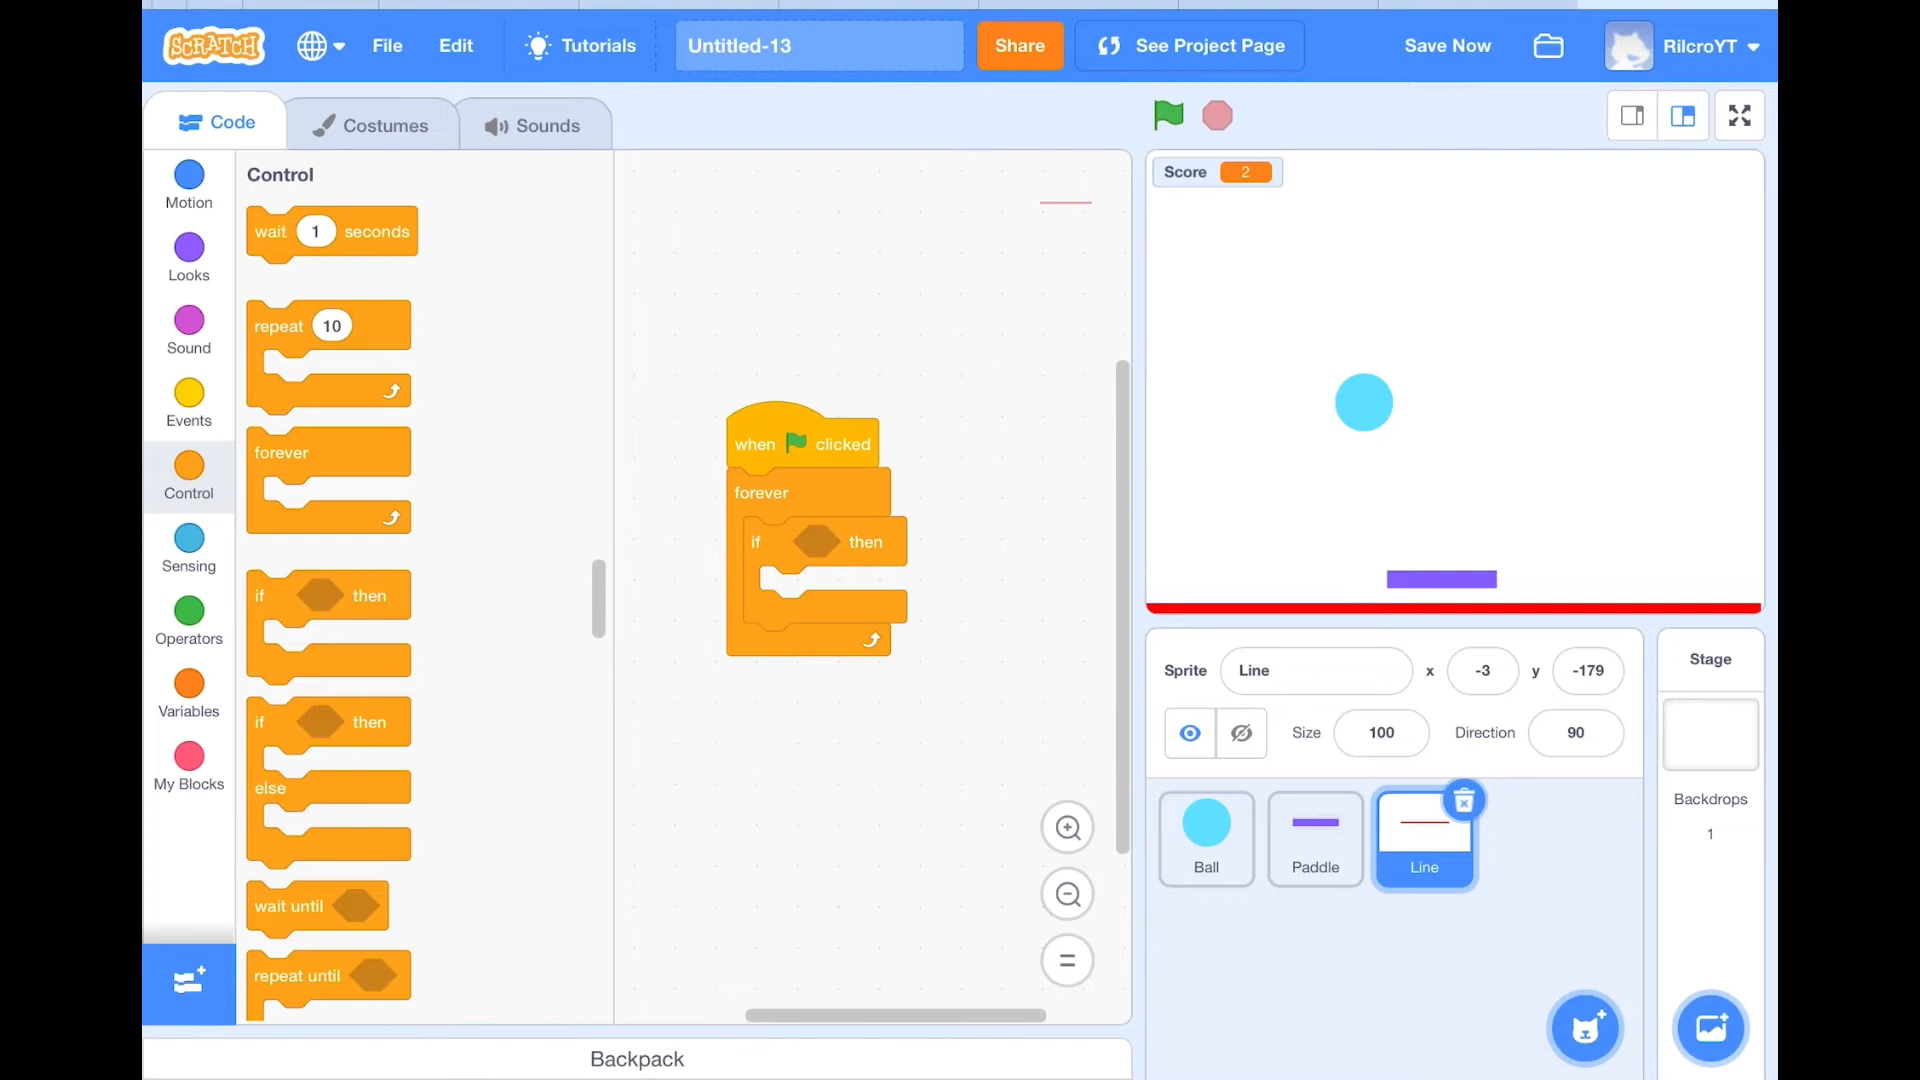 SCRATCH File Edit Tutorials Untitled-13 Share See Project Page Save Now RilcroYT
Code Costumes Sounds
Motion
Looks
Sound
Events
Control
Sensing
Operators
Variables
My Blocks
Control
wait 1 seconds
repeat 10
forever
if then
if then
else
wait until
repeat until
when clicked
forever
if then
Score 2
Sprite Line x -3 y -179
Size 100 Direction 90
Ball
Paddle
Line
Stage
Backdrops
1
Backpack